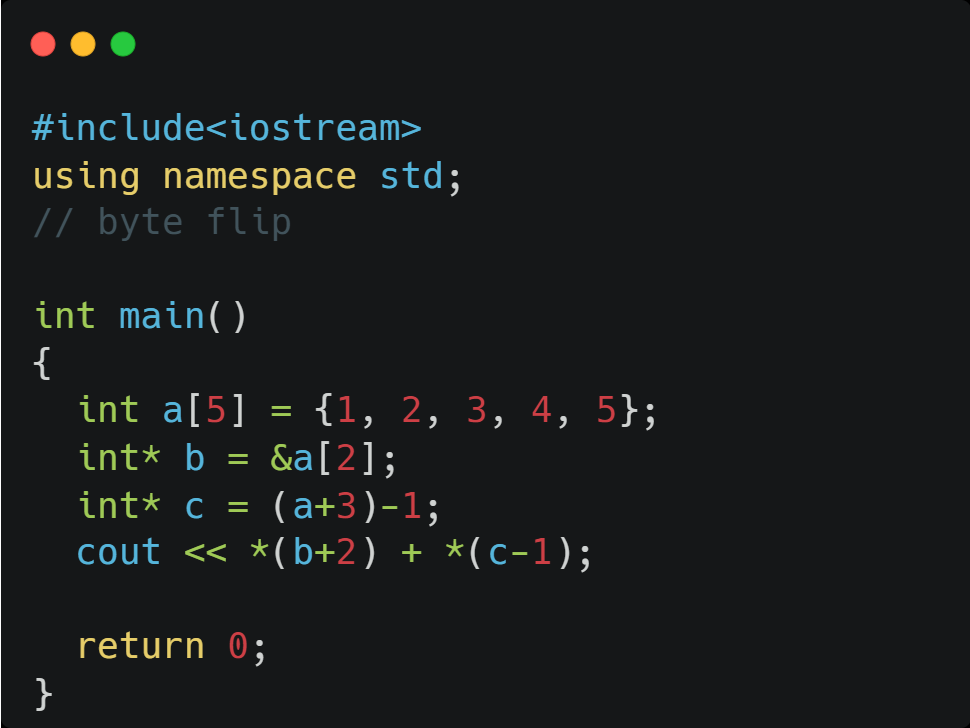 #include<iostream>
using namespace std;
// byte flip
int main()
{
  int a[5] = {1, 2, 3, 4, 5};
  int* b = &a[2];
  int* c = (a+3)-1;
  cout << *(b+2) + *(c-1);
  return 0;
}